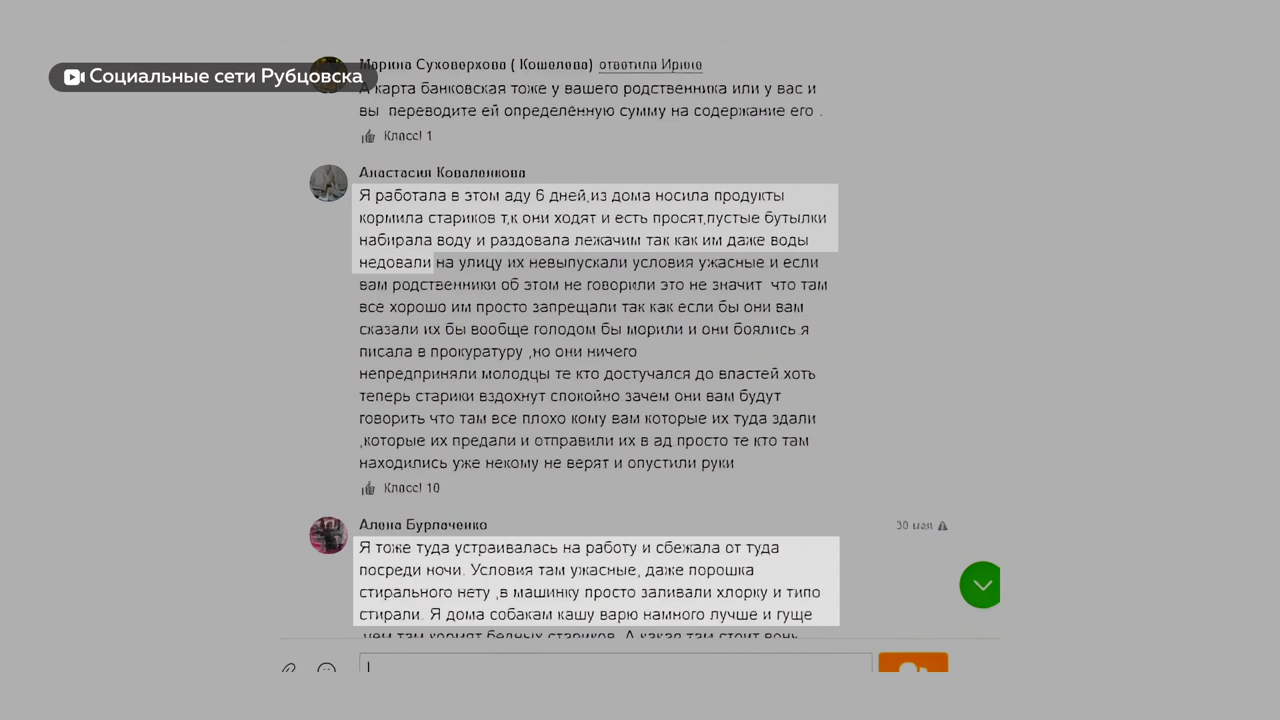 Социальные сети Рубцовска
Марина Суховерхова ( Кошелева) ответила Ирине
А карта банковская тоже у вашего родственника или у вас и
вы переводите ей определённую сумму на содержание его .
Класс! 1
Анастасия Коваленкова
Я работала в этом аду 6 дней,из дома носила продукты
кормила стариков т,к они ходят и есть просят,пустые бутылки
набирала воду и раздовала лежачим так как им даже воды
недовали на улицу их невыпускали условия ужасные и если
вам родственники об этом не говорили это не значит что там
все хорошо им просто запрещали так как если бы они вам
сказали их бы вообще голодом бы морили и они боялись.я
писала в прокуратуру ,но они ничего
непредприняли молодцы те кто достучался до властей.хоть
теперь старики вздохнут спокойно зачем они вам будут
говорить что там все плохо кому вам которые их туда здали
,которые их предали и отправили их в ад просто те кто там
находились уже некому не верят и опустили руки
Класс! 10
Алена Бурлаченко
30 мая
Я тоже туда устраивалась на работу и сбежала от туда
посреди ночи. Условия там ужасные, даже порошка
стирального нету ,в машинку просто заливали хлорку и типо
стирали. Я дома собакам кашу варю намного лучше и гуще
,чем там кормят бедных стариков. А какая там стоит вонь